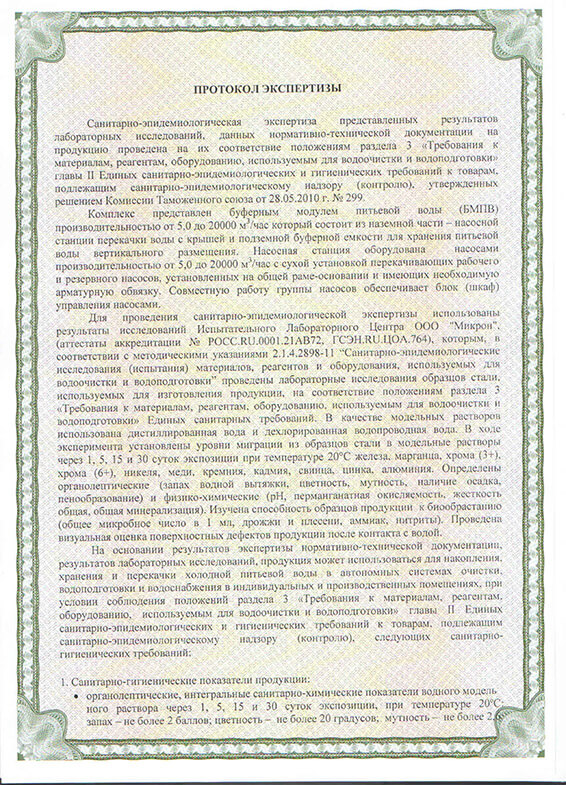 ПРОТОКОЛ ЭКСПЕРТИЗЫ
Санитарно-эпидемиологическая экспертиза представленных результатов
лабораторных исследований, данных нормативно-технической документации на
продукцию проведена на их соответствие положениям раздела 3 «Требования к
материалам, реагентам, оборудованию, используемым для водоочистки и водоподготовки»
главы II Единых санитарно-эпидемиологических и гигиенических требований к товарам,
подлежащим санитарно-эпидемиологическому надзору (контролю), утвержденных
решением Комиссии Таможенного союза от 28.05.2010 г. № 299.
Комплекс представлен буферным модулем питьевой воды (БМПВ)
производительностью от 5,0 до 20000 м³/час который состоит из наземной части – насосной
станции перекачки воды с крышей и подземной буферной емкости для хранения питьевой
воды вертикального размещения. Насосная станция оборудована насосами
производительностью от 5,0 до 20000 м³/час с сухой установкой перекачивающих рабочего
и резервного насосов, установленных на общей раме-основании и имеющих необходимую
арматурную обвязку. Совместную работу группы насосов обеспечивает блок (шкаф)
управления насосами.
Для проведения санитарно-эпидемиологической экспертизы использованы
результаты исследований Испытательного Лабораторного Центра ООО "Микрон",
(аттестаты аккредитации № РОСС.RU.0001.21АВ72, ГСЭН.RU.ЦОА.764), которым, в
соответствии с методическими указаниями 2.1.4.2898-11 "Санитарно-эпидемиологические
исследования (испытания) материалов, реагентов и оборудования, используемых для
водоочистки и водоподготовки" проведены лабораторные исследования образцов стали,
используемых для изготовления продукции, на соответствие положениям раздела 3
«Требования к материалам, реагентам, оборудованию, используемым для водоочистки и
водоподготовки» Единых санитарных требований. В качестве модельных растворов
использована дистиллированная вода и дехлорированная водопроводная вода. В ходе
эксперимента установлены уровни миграции из образцов стали в модельные растворы
через 1, 5, 15 и 30 суток экспозиции при температуре 20°С железа, марганца, хрома (3+),
хрома (6+), никеля, меди, кремния, кадмия, свинца, цинка, алюминия. Определены
органолептические (запах водной вытяжки, цветность, мутность, наличие осадка,
пенообразование) и физико-химические (рН, перманганатная окисляемость, жесткость
общая, общая минерализация). Изучена способность образцов продукции к биообрастанию
(общее микробное число в 1 мл, дрожжи и плесени, аммиак, нитриты). Проведена
визуальная оценка поверхностных дефектов продукции после контакта с водой.
На основании результатов экспертизы нормативно-технической документации,
результатов лабораторных исследований, продукция может использоваться для накопления,
хранения и перекачки холодной питьевой воды в автономных системах очистки,
водоподготовки и водоснабжения в индивидуальных и производственных помещениях, при
условии соблюдения положений раздела 3 «Требования к материалам, реагентам,
оборудованию, используемым для водоочистки и водоподготовки» главы II Единых
санитарно-эпидемиологических и гигиенических требований к товарам, подлежащим
санитарно-эпидемиологическому надзору (контролю), следующих санитарно-
гигиенических требований:
1. Санитарно-гигиенические показатели продукции:
• органолептические, интегральные санитарно-химические показатели водного модель
ного раствора через 1, 5, 15 и 30 суток экспозиции, при температуре 20°С:
запах – не более 2 баллов; цветность – не более 20 градусов; мутность – не более 2,6